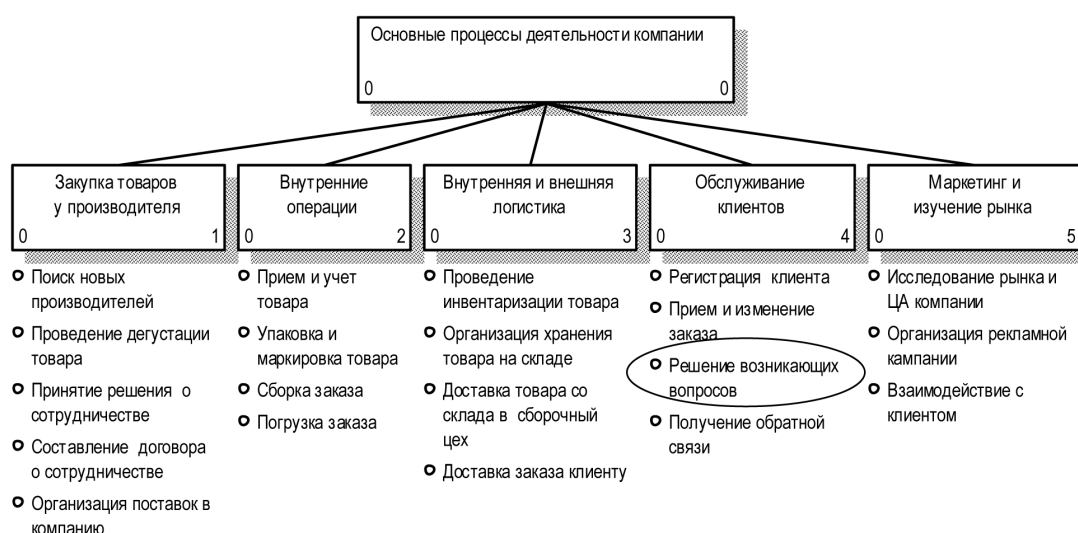 Основные процессы деятельности компании
0 0
Закупка товаров
у производителя
0 1
Поиск новых
производителей
Проведение дегустации
товара
Принятие решения о
сотрудничестве
Составление договора
о сотрудничестве
Организация поставок в
компанию
Внутренние
операции
0 2
Прием и учет
товара
Упаковка и
маркировка товара
Сборка заказа
Погрузка заказа
Внутренняя и внешняя
логистика
0 3
Проведение
инвентаризации товара
Организация хранения
товара на складе
Доставка товара со
склада в сборочный
цех
Доставка заказа клиенту
Обслуживание
клиентов
0 4
Регистрация клиента
Прием и изменение
заказа
Решение возникающих
вопросов
Получение обратной
связи
Маркетинг и
изучение рынка
0 5
Исследование рынка и
ЦА компании
Организация рекламной
кампании
Взаимодействие с
клиентом